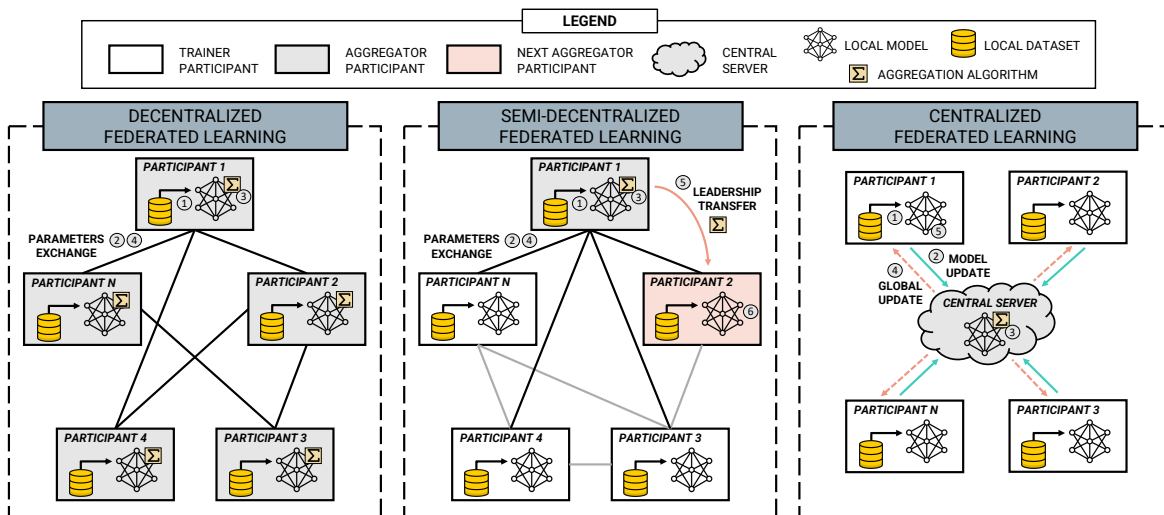 LEGEND
TRAINER
PARTICIPANT
AGGREGATOR
PARTICIPANT
NEXT AGGREGATOR
PARTICIPANT
CENTRAL
SERVER
LOCAL MODEL
LOCAL DATASET
Σ
AGGREGATION ALGORITHM
DECENTRALIZED
FEDERATED LEARNING
PARTICIPANT 1
Σ
1
3
PARAMETERS
EXCHANGE
2 4
PARTICIPANT N
Σ
PARTICIPANT 2
Σ
PARTICIPANT 4
Σ
PARTICIPANT 3
Σ
SEMI-DECENTRALIZED
FEDERATED LEARNING
PARTICIPANT 1
Σ
1
3
5
LEADERSHIP
TRANSFER
Σ
PARAMETERS
EXCHANGE
2 4
PARTICIPANT N
PARTICIPANT 2
6
PARTICIPANT 4
PARTICIPANT 3
CENTRALIZED
FEDERATED LEARNING
PARTICIPANT 1
1
5
PARTICIPANT 2
2 MODEL
UPDATE
4
GLOBAL
UPDATE
CENTRAL SERVER
Σ
3
PARTICIPANT N
PARTICIPANT 3